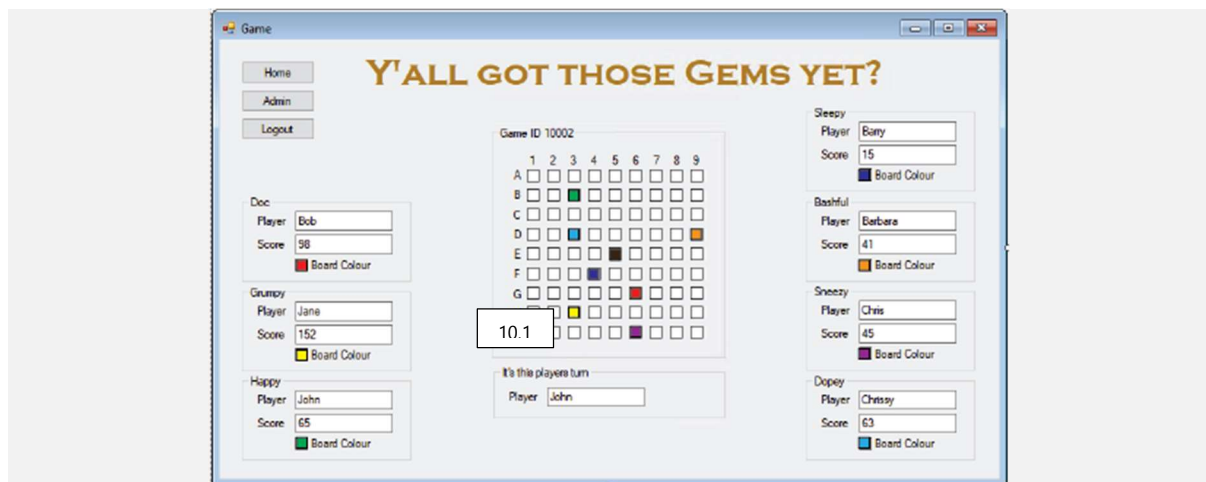 Game
Home
Admin
Logout
Y'ALL GOT THOSE GEMS YET?
Doc
Player Bob
Score 98
Board Colour
Grumpy
Player Jane
Score 152
Board Colour
Happy
Player John
Score 65
Board Colour
Game ID 10002
1 2 3 4 5 6 7 8 9
A
B
C
D
E
F
G
10.1
It's this players turn
Player John
Sleepy
Player Barry
Score 15
Board Colour
Bashful
Player Barbara
Score 41
Board Colour
Sneezy
Player Chris
Score 45
Board Colour
Dopey
Player Chrissy
Score 63
Board Colour